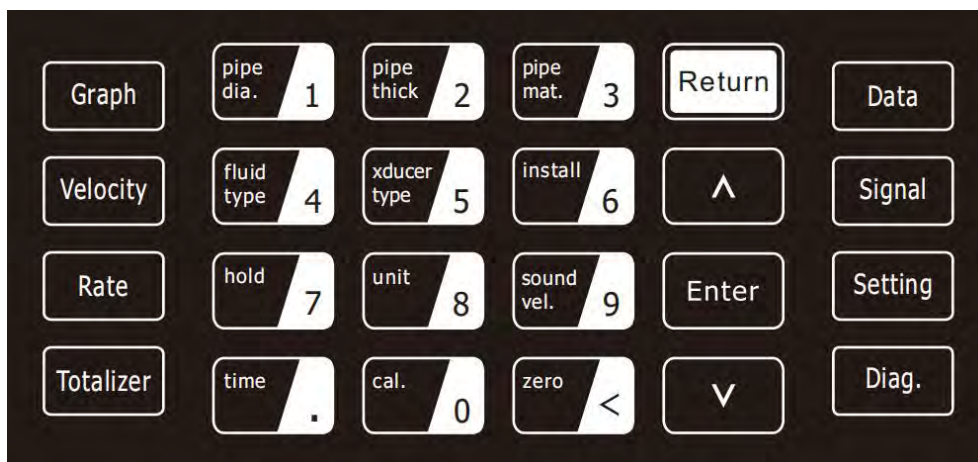 Graph
pipe dia. 1
pipe thick 2
pipe mat. 3
Return
Data
Velocity
fluid type 4
xducer type 5
install 6
∧
Signal
Rate
hold 7
unit 8
sound vel. 9
Enter
Setting
Totalizer
time .
cal. 0
zero <
∨
Diag.